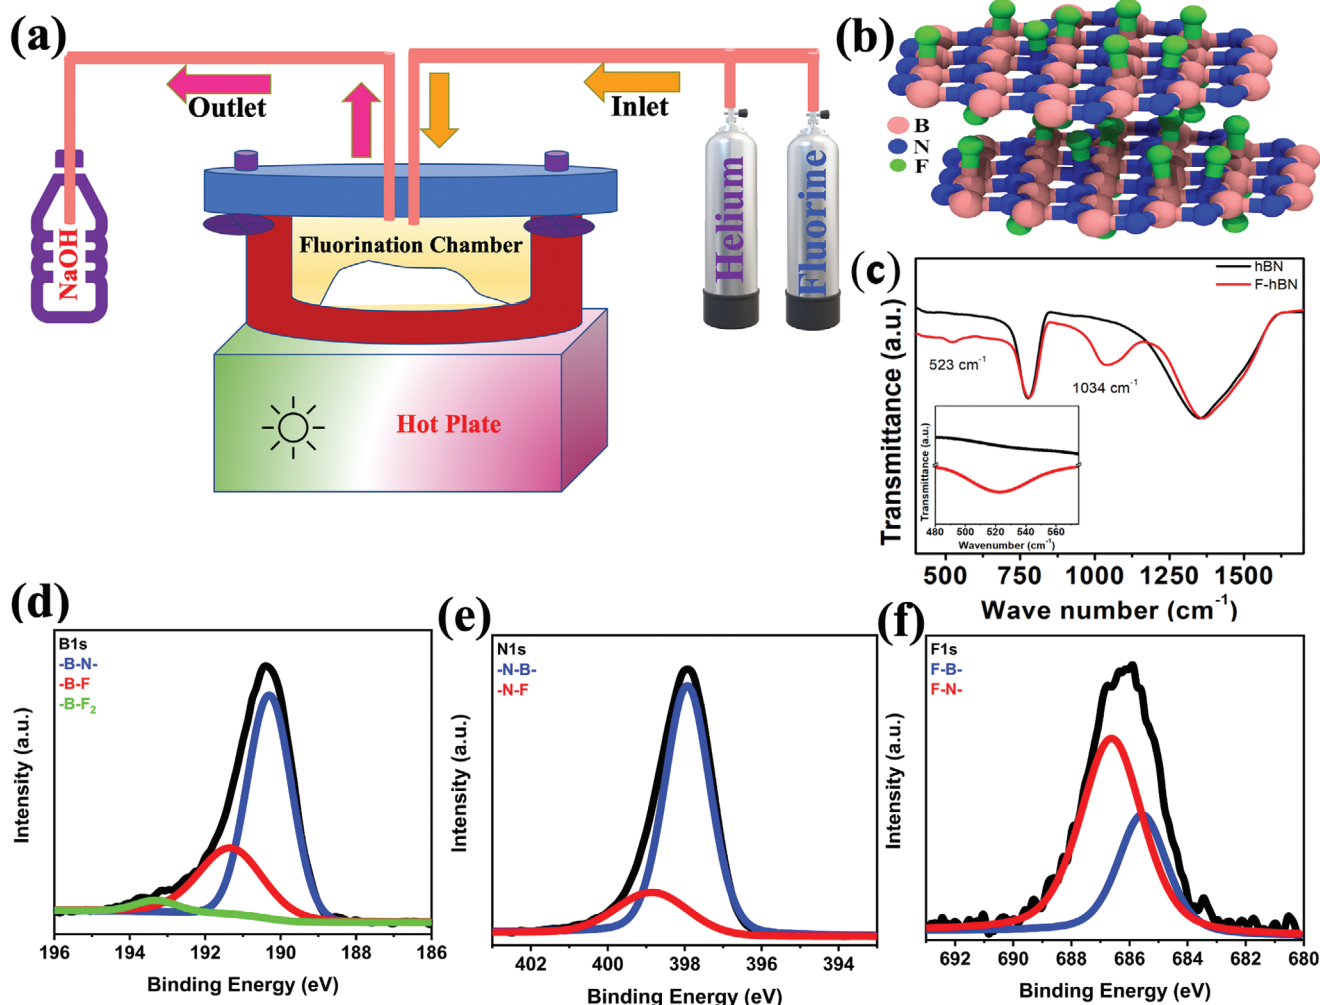 (a)
Outlet
Inlet
NaOH
Fluorination Chamber
Helium
Fluorine
Hot Plate
(b)
B
N
F
(c)
hBN
F-hBN
523 cm⁻¹
1034 cm⁻¹
Transmittance (a.u.)
Transmittance (a.u.)
480 500 520 540 560
Wavenumber (cm⁻¹)
500 750 1000 1250 1500
Wave number (cm⁻¹)
(d)
B1s
-B-N-
-B-F
-B-F₂
Intensity (a.u.)
196 194 192 190 188 186
Binding Energy (eV)
(e)
N1s
-N-B-
-N-F
Intensity (a.u.)
402 400 398 396 394
Binding Energy (eV)
(f)
F1s
F-B-
F-N-
Intensity (a.u.)
692 690 688 686 684 682 680
Binding Energy (eV)